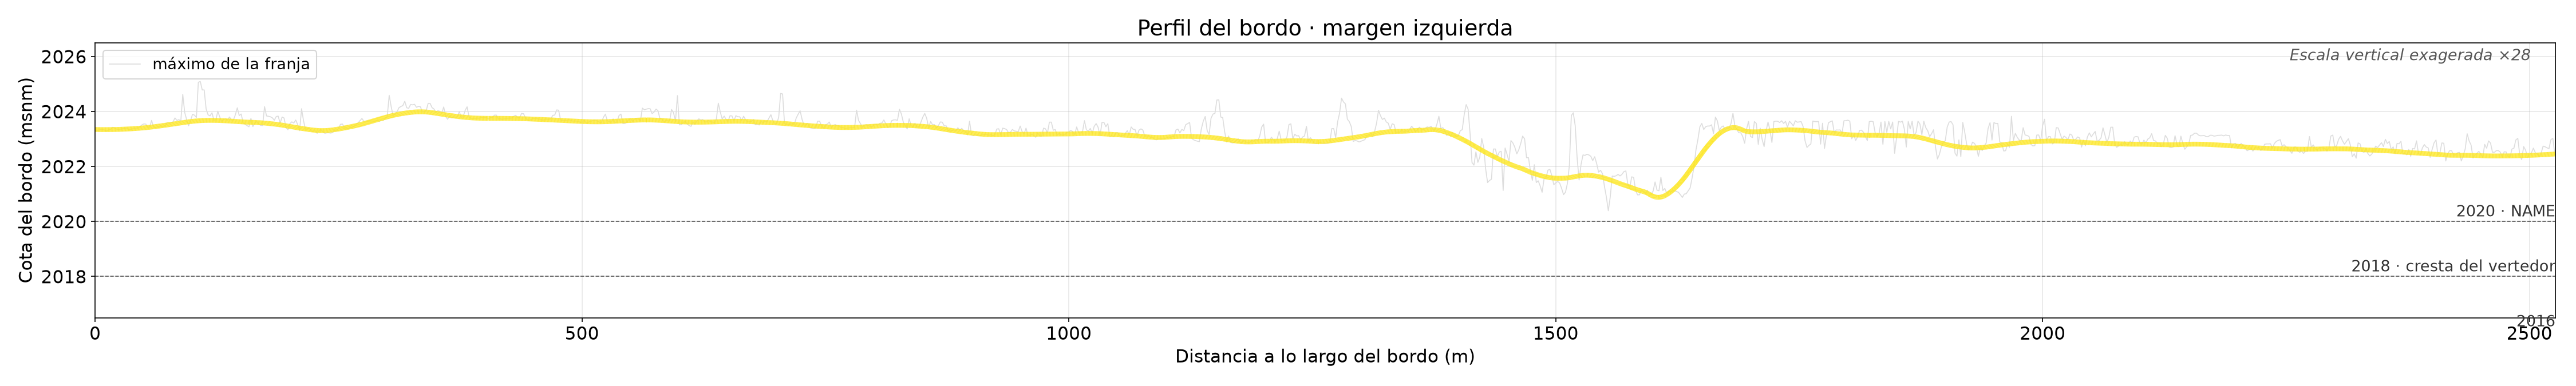 Perfil del bordo · margen izquierda
máximo de la franja
Escala vertical exagerada ×28
Cota del bordo (msnm)
2026
2024
2022
2020
2018
2020 · NAME
2018 · cresta del vertedor
2016
0 500 1000 1500 2000 2500
Distancia a lo largo del bordo (m)